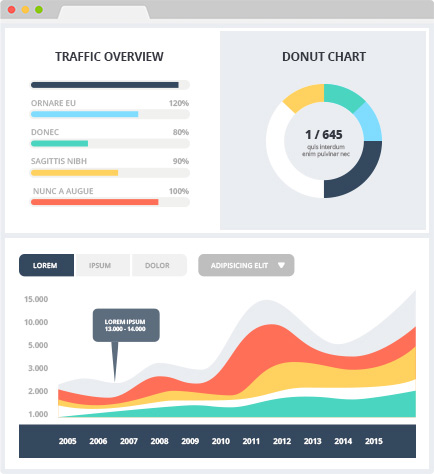 TRAFFIC OVERVIEW
ORNARE EU 120%
DONEC 80%
SAGITTIS NIBH 90%
NUNC A AUGUE 100%
DONUT CHART
1 / 645
quis interdum
enim pulvinar nec
LOREM IPSUM DOLOR ADIPISICING ELIT
15.000
10.000
5.000
3.000
2.000
1.000
LOREM IPSUM
13.000 - 14.000
2005 2006 2007 2008 2009 2010 2011 2012 2013 2014 2015